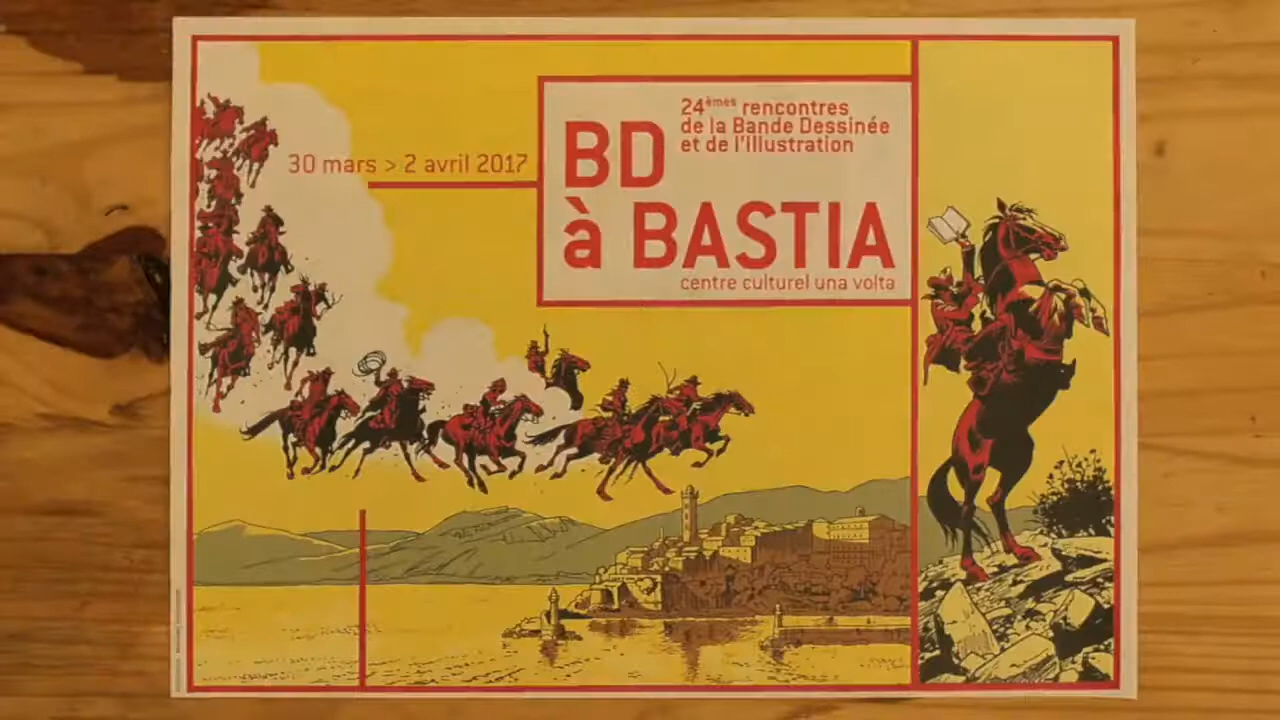 30 mars > 2 avril 2017
BD
à BASTIA
24èmes rencontres
de la Bande Dessinée
et de l'Illustration
centre culturel una volta